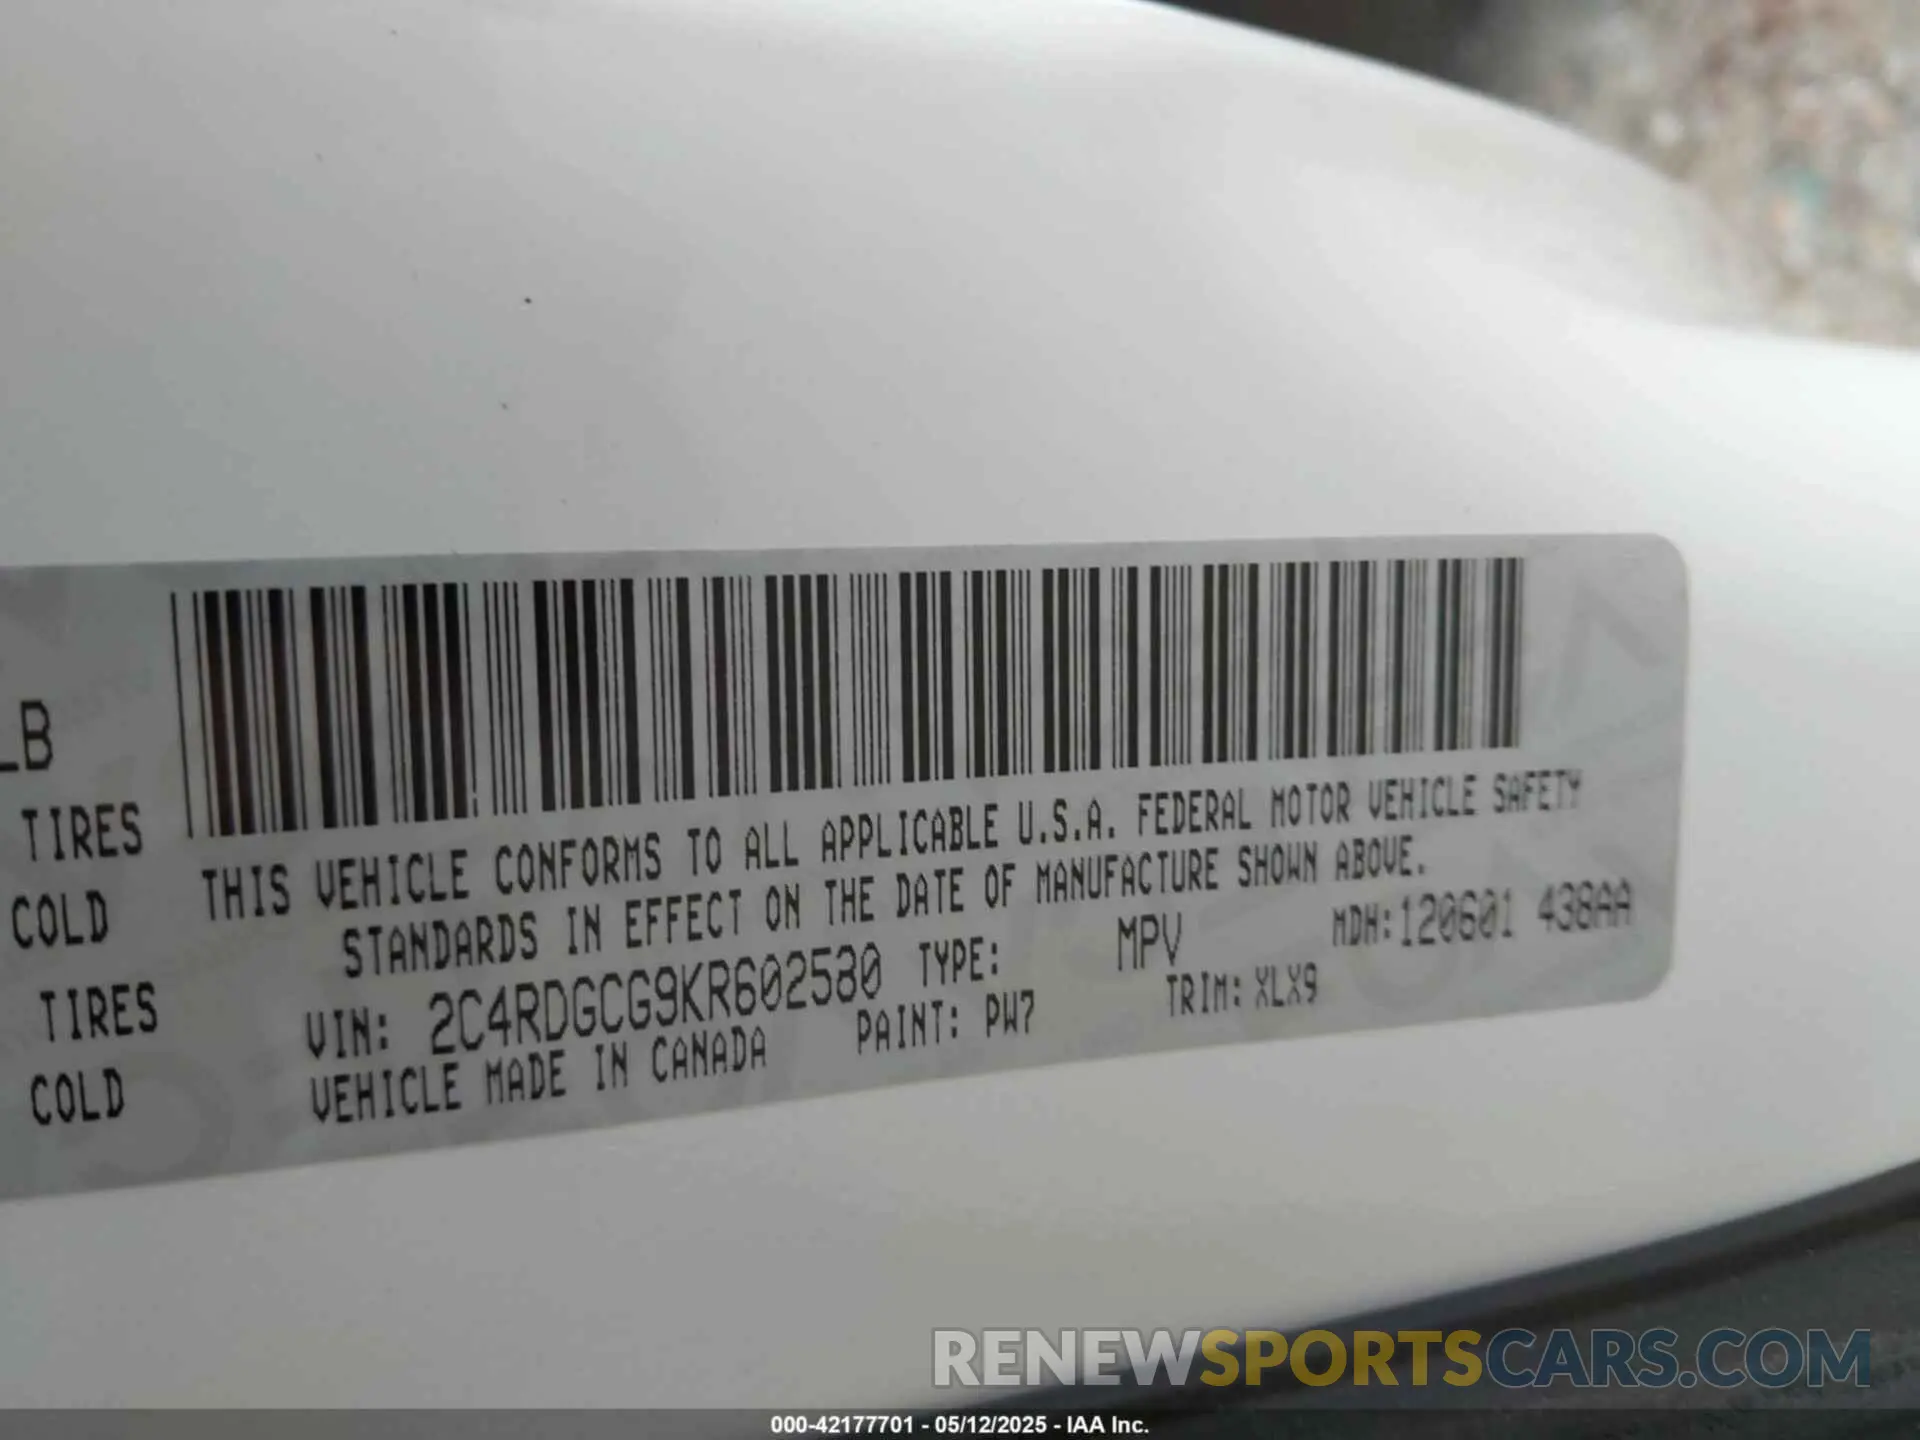 LB
TIRES
COLD
TIRES
COLD
THIS VEHICLE CONFORMS TO ALL APPLICABLE U.S.A. FEDERAL MOTOR VEHICLE SAFETY
STANDARDS IN EFFECT ON THE DATE OF MANUFACTURE SHOWN ABOVE.
VIN: 2C4RDGCG9KR602580 TYPE: MPV MDH:120601 438AA
VEHICLE MADE IN CANADA PAINT: PW7 TRIM: XLX9
RENEWSPORTSCARS.COM
000-42177701 - 05/12/2025 - IAA Inc.